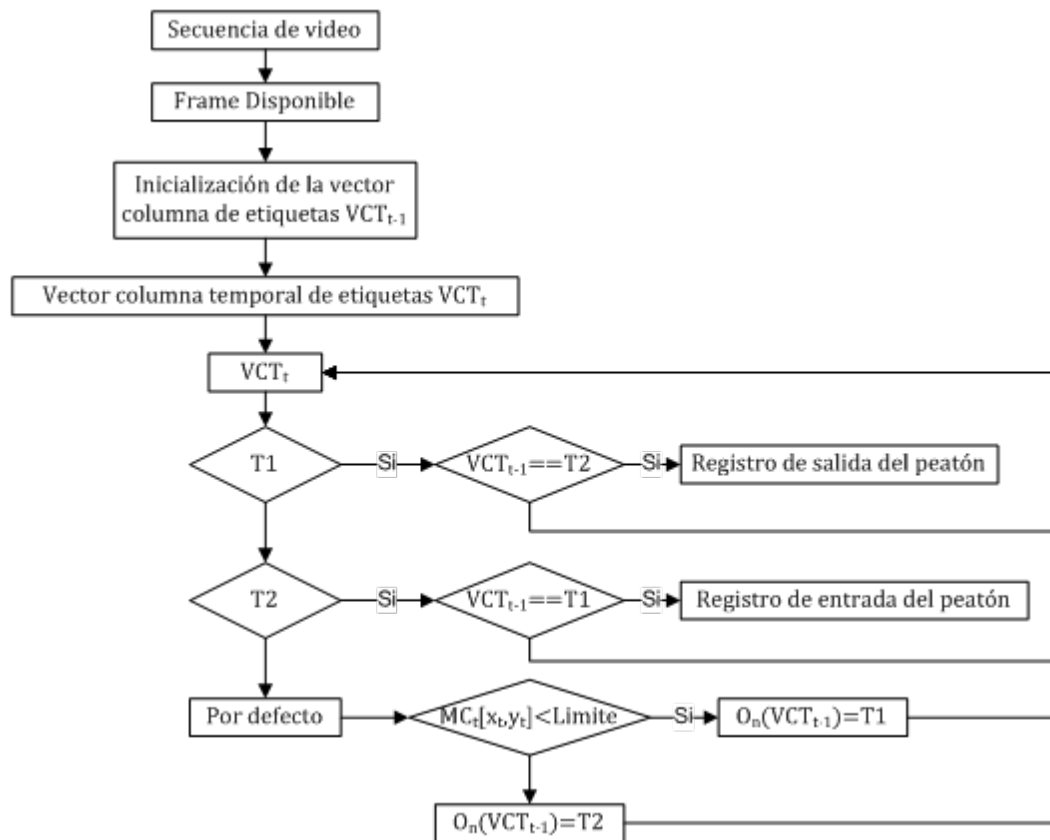 Secuencia de video
Frame Disponible
Inicialización de la vector
columna de etiquetas VCTₜ₋₁
Vector columna temporal de etiquetas VCTₜ
VCTₜ
T1
Si
VCTₜ₋₁==T2
Si
Registro de salida del peatón
T2
Si
VCTₜ₋₁==T1
Si
Registro de entrada del peatón
Por defecto
MCₜ[xₜ,yₜ]<Limite
Si
Oₙ(VCTₜ₋₁)=T1
Oₙ(VCTₜ₋₁)=T2